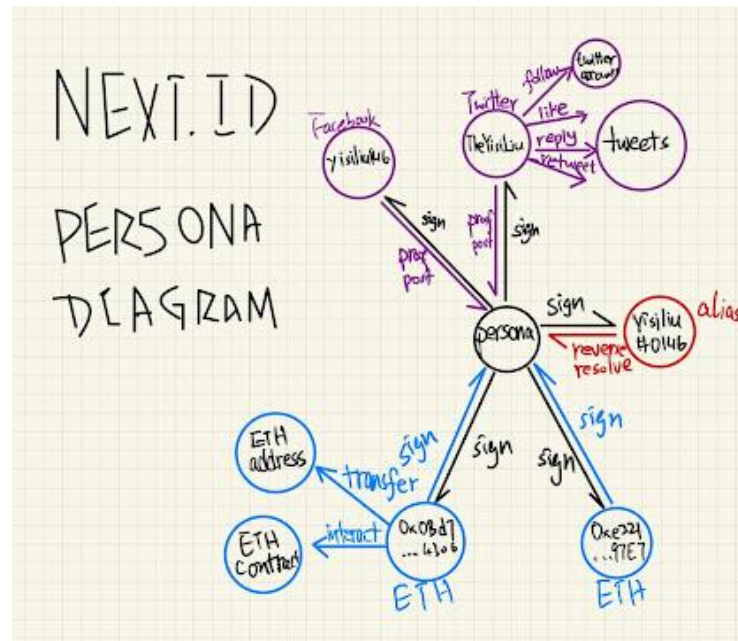 NEXT.ID
PERSONA
DIAGRAM
Facebook
yisiliu146
Twitter
TheYisiLiu
follow
twitter
account
like
reply
retweet
tweets
sign
proof
post
proof
post
sign
persona
sign
reverse
resolve
Yisiliu
#0146
alias
sign
sign
sign
sign
ETH
address
transfer
interact
ETH
contract
0x0Bd7
...4306
ETH
0xe221
...97E7
ETH